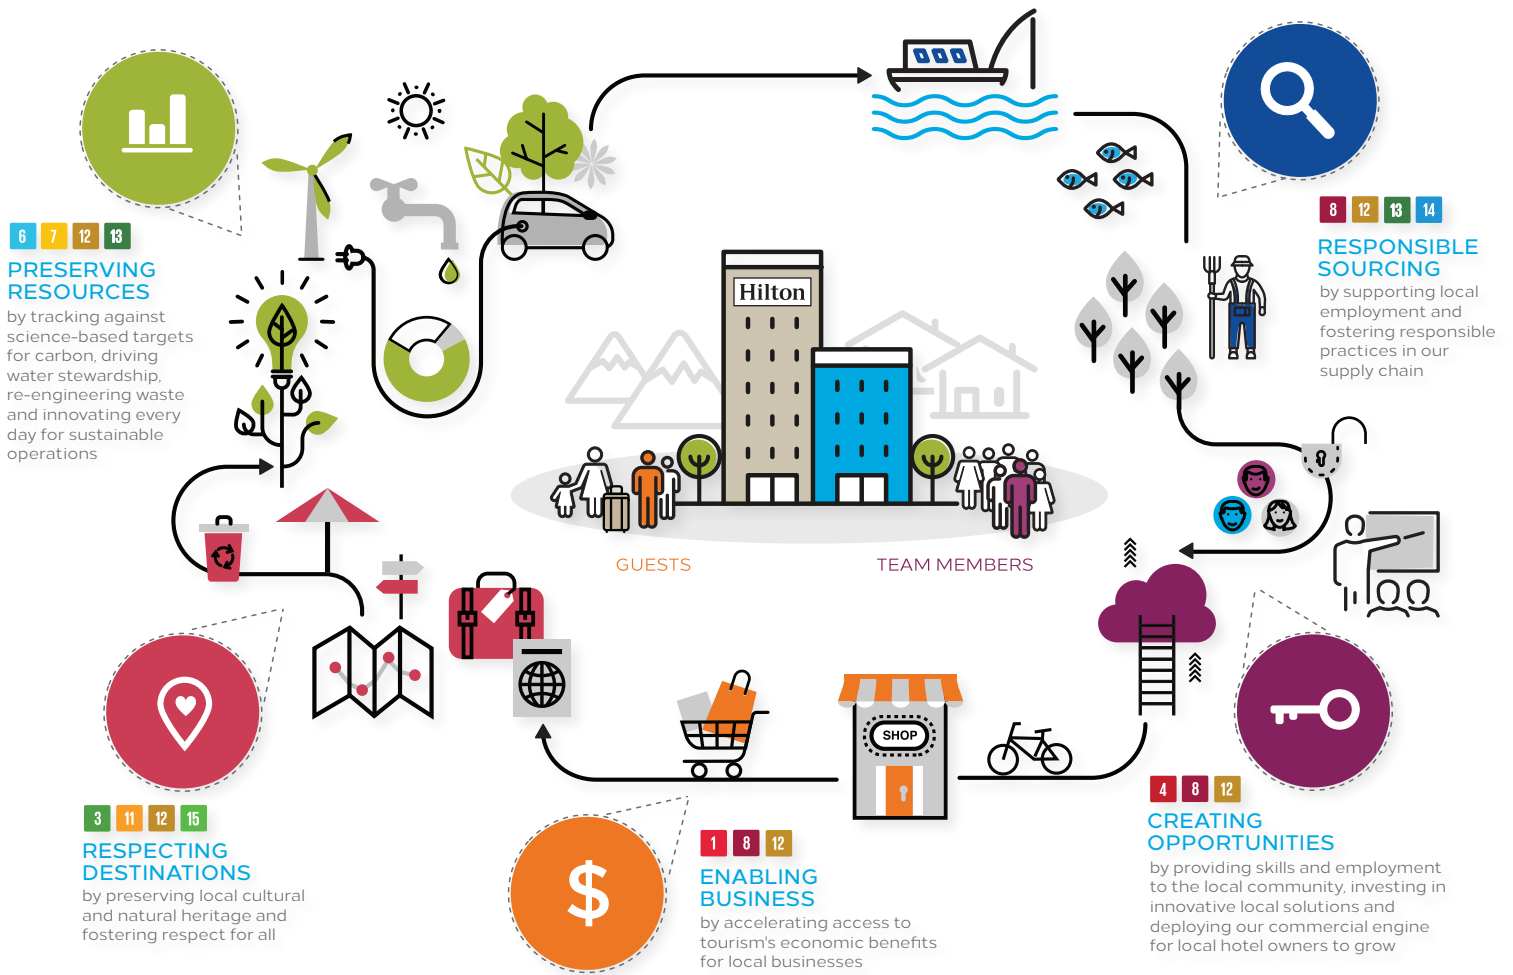 6 7 12 13
PRESERVING
RESOURCES
by tracking against
science-based targets
for carbon, driving
water stewardship,
re-engineering waste
and innovating every
day for sustainable
operations
8 12 13 14
RESPONSIBLE
SOURCING
by supporting local
employment and
fostering responsible
practices in our
supply chain
Hilton
GUESTS
TEAM MEMBERS
SHOP
3 11 12 15
RESPECTING
DESTINATIONS
by preserving local cultural
and natural heritage and
fostering respect for all
$
1 8 12
ENABLING
BUSINESS
by accelerating access to
tourism's economic benefits
for local businesses
4 8 12
CREATING
OPPORTUNITIES
by providing skills and employment
to the local community, investing in
innovative local solutions and
deploying our commercial engine
for local hotel owners to grow